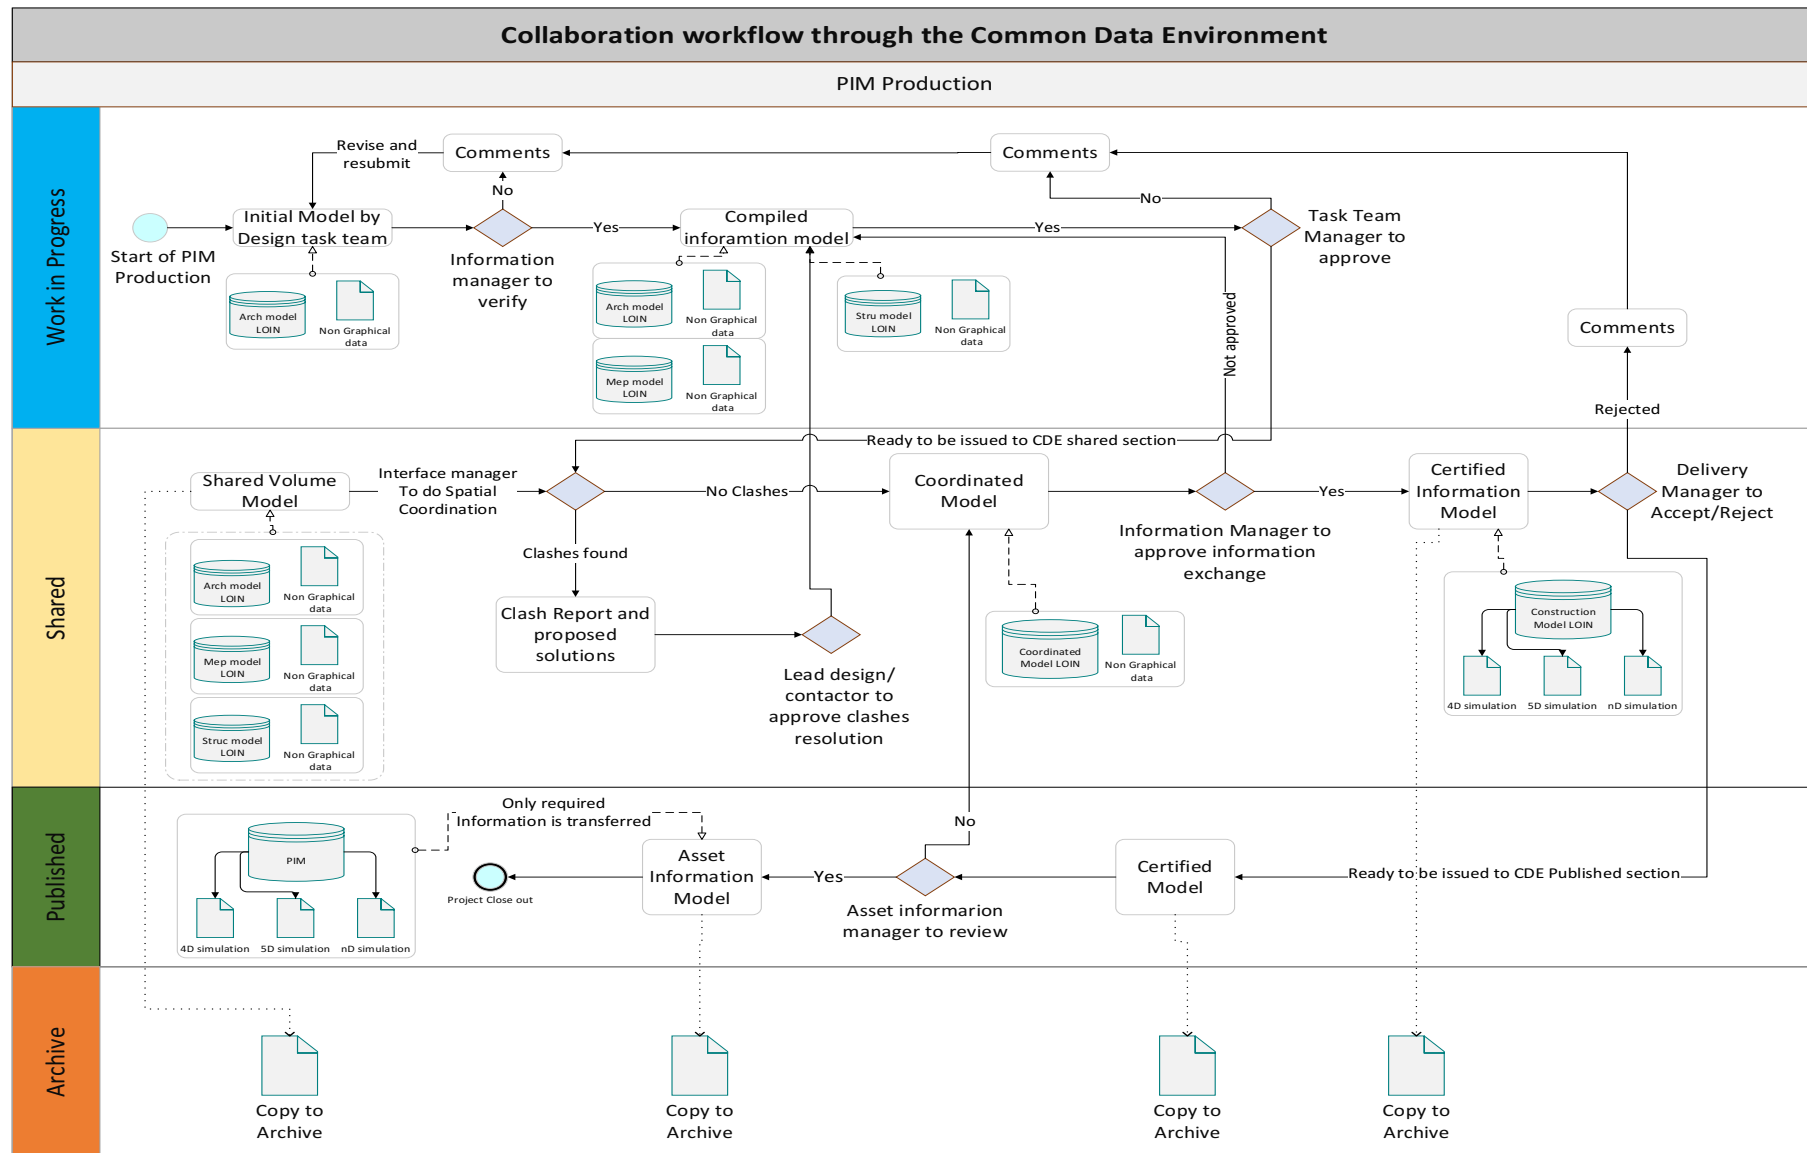 Collaboration workflow through the Common Data Environment
PIM Production
Work in Progress
Revise and
resubmit
Comments
Comments
No
No
Start of PIM
Production
Initial Model by
Design task team
Information
manager to
verify
Yes
Compiled
inforamtion model
Yes
Task Team
Manager to
approve
Arch model
LOIN
Non Graphical
data
Arch model
LOIN
Non Graphical
data
Mep model
LOIN
Non Graphical
data
Stru model
LOIN
Non Graphical
data
Not approved
Comments
Rejected
Shared
Ready to be issued to CDE shared section
Shared Volume
Model
Interface manager
To do Spatial
Coordination
No Clashes
Coordinated
Model
Information Manager to
approve information
exchange
Yes
Certified
Information
Model
Delivery
Manager to
Accept/Reject
Clashes found
Clash Report and
proposed
solutions
Lead design/
contactor to
approve clashes
resolution
Arch model
LOIN
Non Graphical
data
Mep model
LOIN
Non Graphical
data
Struc model
LOIN
Non Graphical
data
Coordinated
Model LOIN
Non Graphical
data
Construction
Model LOIN
4D simulation
5D simulation
nD simulation
Published
PIM
4D simulation
5D simulation
nD simulation
Only required
Information is transferred
Project Close out
Asset
Information
Model
Yes
No
Asset informarion
manager to review
Certified
Model
Ready to be issued to CDE Published section
Archive
Copy to
Archive
Copy to
Archive
Copy to
Archive
Copy to
Archive